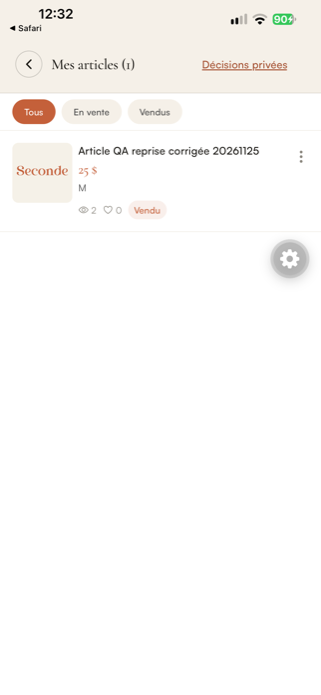 12:32
90
◀ Safari
Mes articles (1)
Décisions privées
Tous
En vente
Vendus
Article QA reprise corrigée 20261125
Seconde
25 $
M
2
0
Vendu